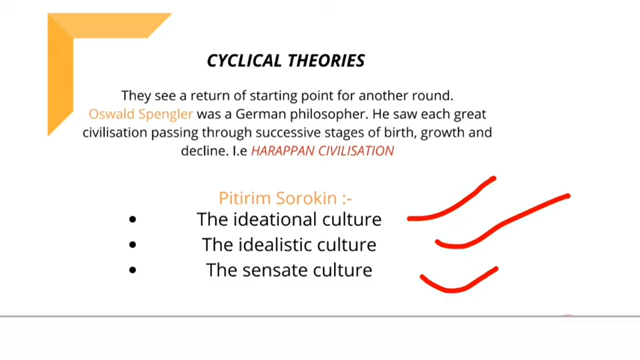 CYCLICAL THEORIES
They see a return of starting point for another round.
Oswald Spengler was a German philosopher. He saw each great
civilisation passing through successive stages of birth, growth and
decline. I.e HARAPPAN CIVILISATION
Pitirim Sorokin :-
• The ideational culture
• The idealistic culture
• The sensate culture